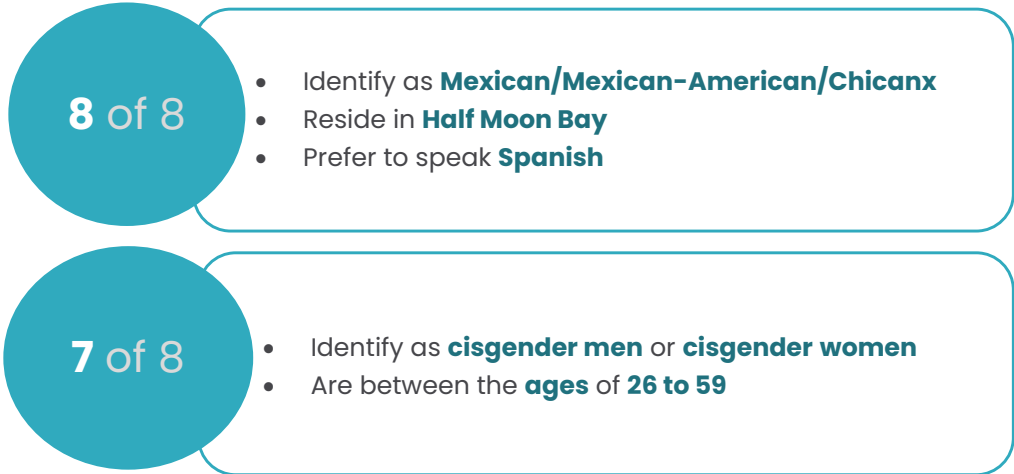 8 of 8
• Identify as Mexican/Mexican-American/Chicanx
• Reside in Half Moon Bay
• Prefer to speak Spanish
7 of 8
• Identify as cisgender men or cisgender women
• Are between the ages of 26 to 59